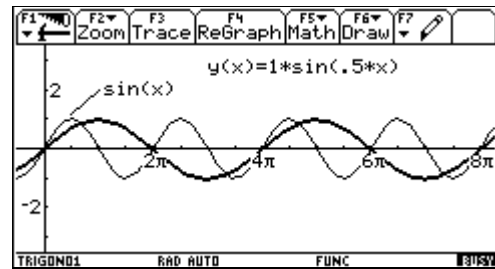 F1 F2 Zoom F3 Trace F4 ReGraph F5 Math F6 Draw F7
y(x)=1*sin(.5*x)
2 sin(x)
2π 4π 6π 8π
-2
TRIGONO1 RAD AUTO FUNC BUSY